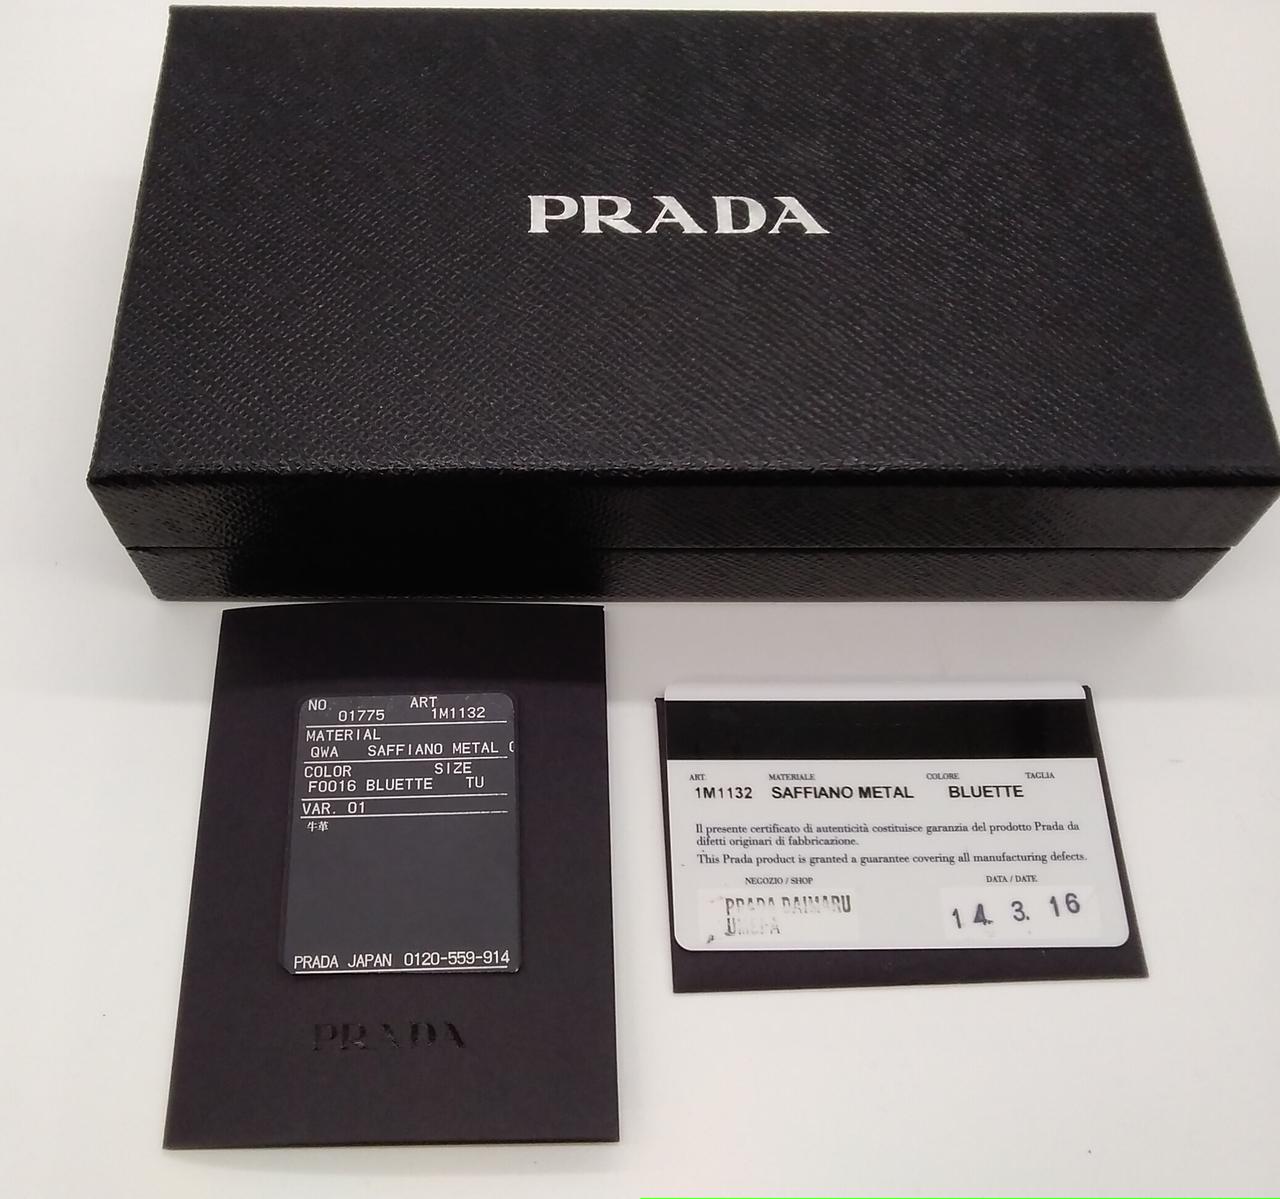 PRADA
NO. ART
01775 1M1132
MATERIAL
QWA SAFFIANO METAL
COLOR SIZE
F0016 BLUETTE TU
VAR. 01
牛革
PRADA JAPAN 0120-559-914
PRADA
ART. MATERIALE COLORE TAGLIA
1M1132 SAFFIANO METAL BLUETTE
Il presente certificato di autenticità costituisce garanzia del prodotto Prada da
difetti originari di fabbricazione.
This Prada product is granted a guarantee covering all manufacturing defects.
NEGOZIO / SHOP DATA / DATE
PRADA DAIMARU
14. 3. 16